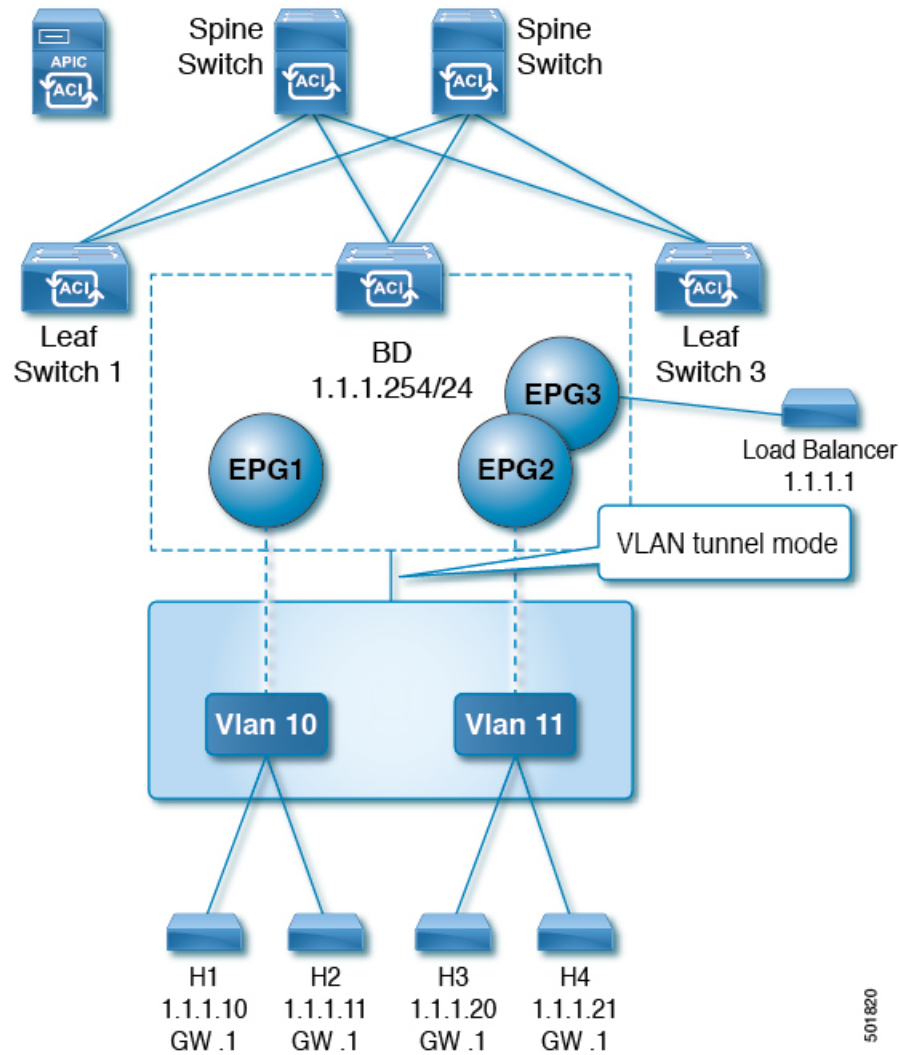 Spine
Switch
Spine
Switch
APIC
ACI
ACI
ACI
ACI
ACI
ACI
Leaf
Switch 1
BD
1.1.1.254/24
Leaf
Switch 3
EPG3
EPG1
EPG2
Load Balancer
1.1.1.1
VLAN tunnel mode
Vlan 10
Vlan 11
H1
1.1.1.10
GW .1
H2
1.1.1.11
GW .1
H3
1.1.1.20
GW .1
H4
1.1.1.21
GW .1
501820